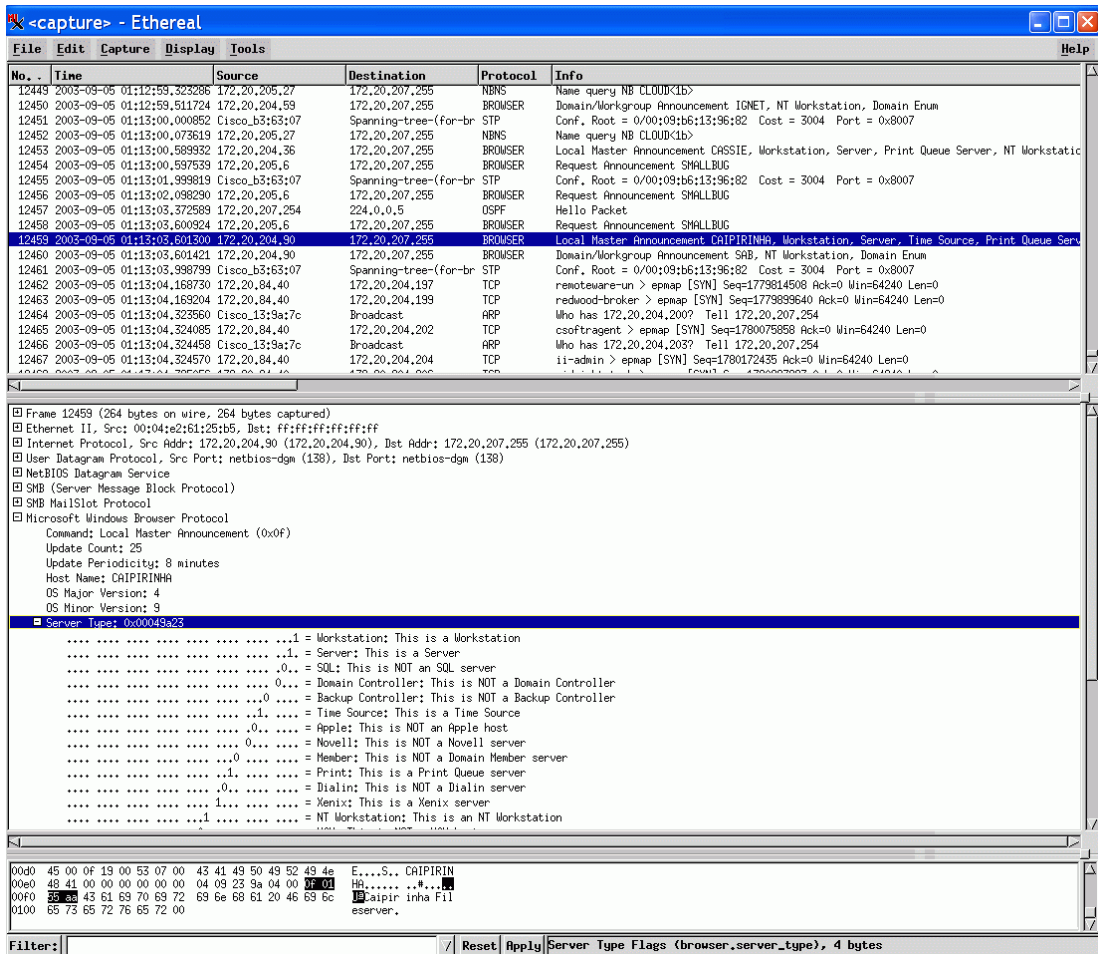 <capture> - Ethereal
File Edit Capture Display Tools Help
No. . Time Source Destination Protocol Info
12449 2003-09-05 01:12:59.323286 172.20.205.27 172.20.207.255 NBNS Name query NB CLOUD<1b>
12450 2003-09-05 01:12:59.511724 172.20.204.59 172.20.207.255 BROWSER Domain/Workgroup Announcement IGNET, NT Workstation, Domain Enum
12451 2003-09-05 01:13:00.000852 Cisco_b3:63:07 Spanning-tree-(for-br STP Conf. Root = 0/00:09:b6:13:96:82 Cost = 3004 Port = 0x8007
12452 2003-09-05 01:13:00.073619 172.20.205.27 172.20.207.255 NBNS Name query NB CLOUD<1b>
12453 2003-09-05 01:13:00.589932 172.20.204.36 172.20.207.255 BROWSER Local Master Announcement CASSIE, Workstation, Server, Print Queue Server, NT Workstatic
12454 2003-09-05 01:13:00.597539 172.20.205.6 172.20.207.255 BROWSER Request Announcement SMALLBUG
12455 2003-09-05 01:13:01.999819 Cisco_b3:63:07 Spanning-tree-(for-br STP Conf. Root = 0/00:09:b6:13:96:82 Cost = 3004 Port = 0x8007
12456 2003-09-05 01:13:02.098290 172.20.205.6 172.20.207.255 BROWSER Request Announcement SMALLBUG
12457 2003-09-05 01:13:03.372589 172.20.207.254 224.0.0.5 OSPF Hello Packet
12458 2003-09-05 01:13:03.600924 172.20.205.6 172.20.207.255 BROWSER Request Announcement SMALLBUG
12459 2003-09-05 01:13:03.601300 172.20.204.90 172.20.207.255 BROWSER Local Master Announcement CAIPIRINHA, Workstation, Server, Time Source, Print Queue Serv
12460 2003-09-05 01:13:03.601421 172.20.204.90 172.20.207.255 BROWSER Domain/Workgroup Announcement SAB, NT Workstation, Domain Enum
12461 2003-09-05 01:13:03.998799 Cisco_b3:63:07 Spanning-tree-(for-br STP Conf. Root = 0/00:09:b6:13:96:82 Cost = 3004 Port = 0x8007
12462 2003-09-05 01:13:04.168730 172.20.84.40 172.20.204.197 TCP remoteware-un > epmap [SYN] Seq=1779814508 Ack=0 Win=64240 Len=0
12463 2003-09-05 01:13:04.169204 172.20.84.40 172.20.204.199 TCP redwood-broker > epmap [SYN] Seq=1779899640 Ack=0 Win=64240 Len=0
12464 2003-09-05 01:13:04.323560 Cisco_13:9a:7c Broadcast ARP Who has 172.20.204.200? Tell 172.20.207.254
12465 2003-09-05 01:13:04.324085 172.20.84.40 172.20.204.202 TCP csoftragent > epmap [SYN] Seq=1780075858 Ack=0 Win=64240 Len=0
12466 2003-09-05 01:13:04.324458 Cisco_13:9a:7c Broadcast ARP Who has 172.20.204.203? Tell 172.20.207.254
12467 2003-09-05 01:13:04.324570 172.20.84.40 172.20.204.204 TCP ii-admin > epmap [SYN] Seq=1780172435 Ack=0 Win=64240 Len=0
Frame 12459 (264 bytes on wire, 264 bytes captured)
Ethernet II, Src: 00:04:e2:61:25:b5, Dst: ff:ff:ff:ff:ff:ff
Internet Protocol, Src Addr: 172.20.204.90 (172.20.204.90), Dst Addr: 172.20.207.255 (172.20.207.255)
User Datagram Protocol, Src Port: netbios-dgm (138), Dst Port: netbios-dgm (138)
NetBIOS Datagram Service
SMB (Server Message Block Protocol)
SMB MailSlot Protocol
Microsoft Windows Browser Protocol
Command: Local Master Announcement (0x0f)
Update Count: 25
Update Periodicity: 8 minutes
Host Name: CAIPIRINHA
OS Major Version: 4
OS Minor Version: 9
Server Type: 0x00049a23
.... .... .... .... .... .... .... ...1 = Workstation: This is a Workstation
.... .... .... .... .... .... .... ..1. = Server: This is a Server
.... .... .... .... .... .... .... .0.. = SQL: This is NOT an SQL server
.... .... .... .... .... .... .... 0... = Domain Controller: This is NOT a Domain Controller
.... .... .... .... .... .... ...0 .... = Backup Controller: This is NOT a Backup Controller
.... .... .... .... .... .... ..1. .... = Time Source: This is a Time Source
.... .... .... .... .... .... .0.. .... = Apple: This is NOT an Apple host
.... .... .... .... .... .... 0... .... = Novell: This is NOT a Novell server
.... .... .... .... .... ...0 .... .... = Member: This is NOT a Domain Member server
.... .... .... .... .... ..1. .... .... = Print: This is a Print Queue server
.... .... .... .... .... .0.. .... .... = Dialin: This is NOT a Dialin server
.... .... .... .... .... 1... .... .... = Xenix: This is a Xenix server
.... .... .... .... ...1 .... .... .... = NT Workstation: This is an NT Workstation
00d0 45 00 0f 19 00 53 07 00 43 41 49 50 49 52 49 4e E....S.. CAIPIRIN
00e0 48 41 00 00 00 00 00 00 04 09 23 9a 04 00 0f 01 HA...... ..#.....
00f0 55 aa 43 61 69 70 69 72 69 6e 68 61 20 46 69 6c Caipir inha Fil
0100 65 73 65 72 76 65 72 00 eserver.
Filter: Reset Apply Server Type Flags (browser.server_type), 4 bytes